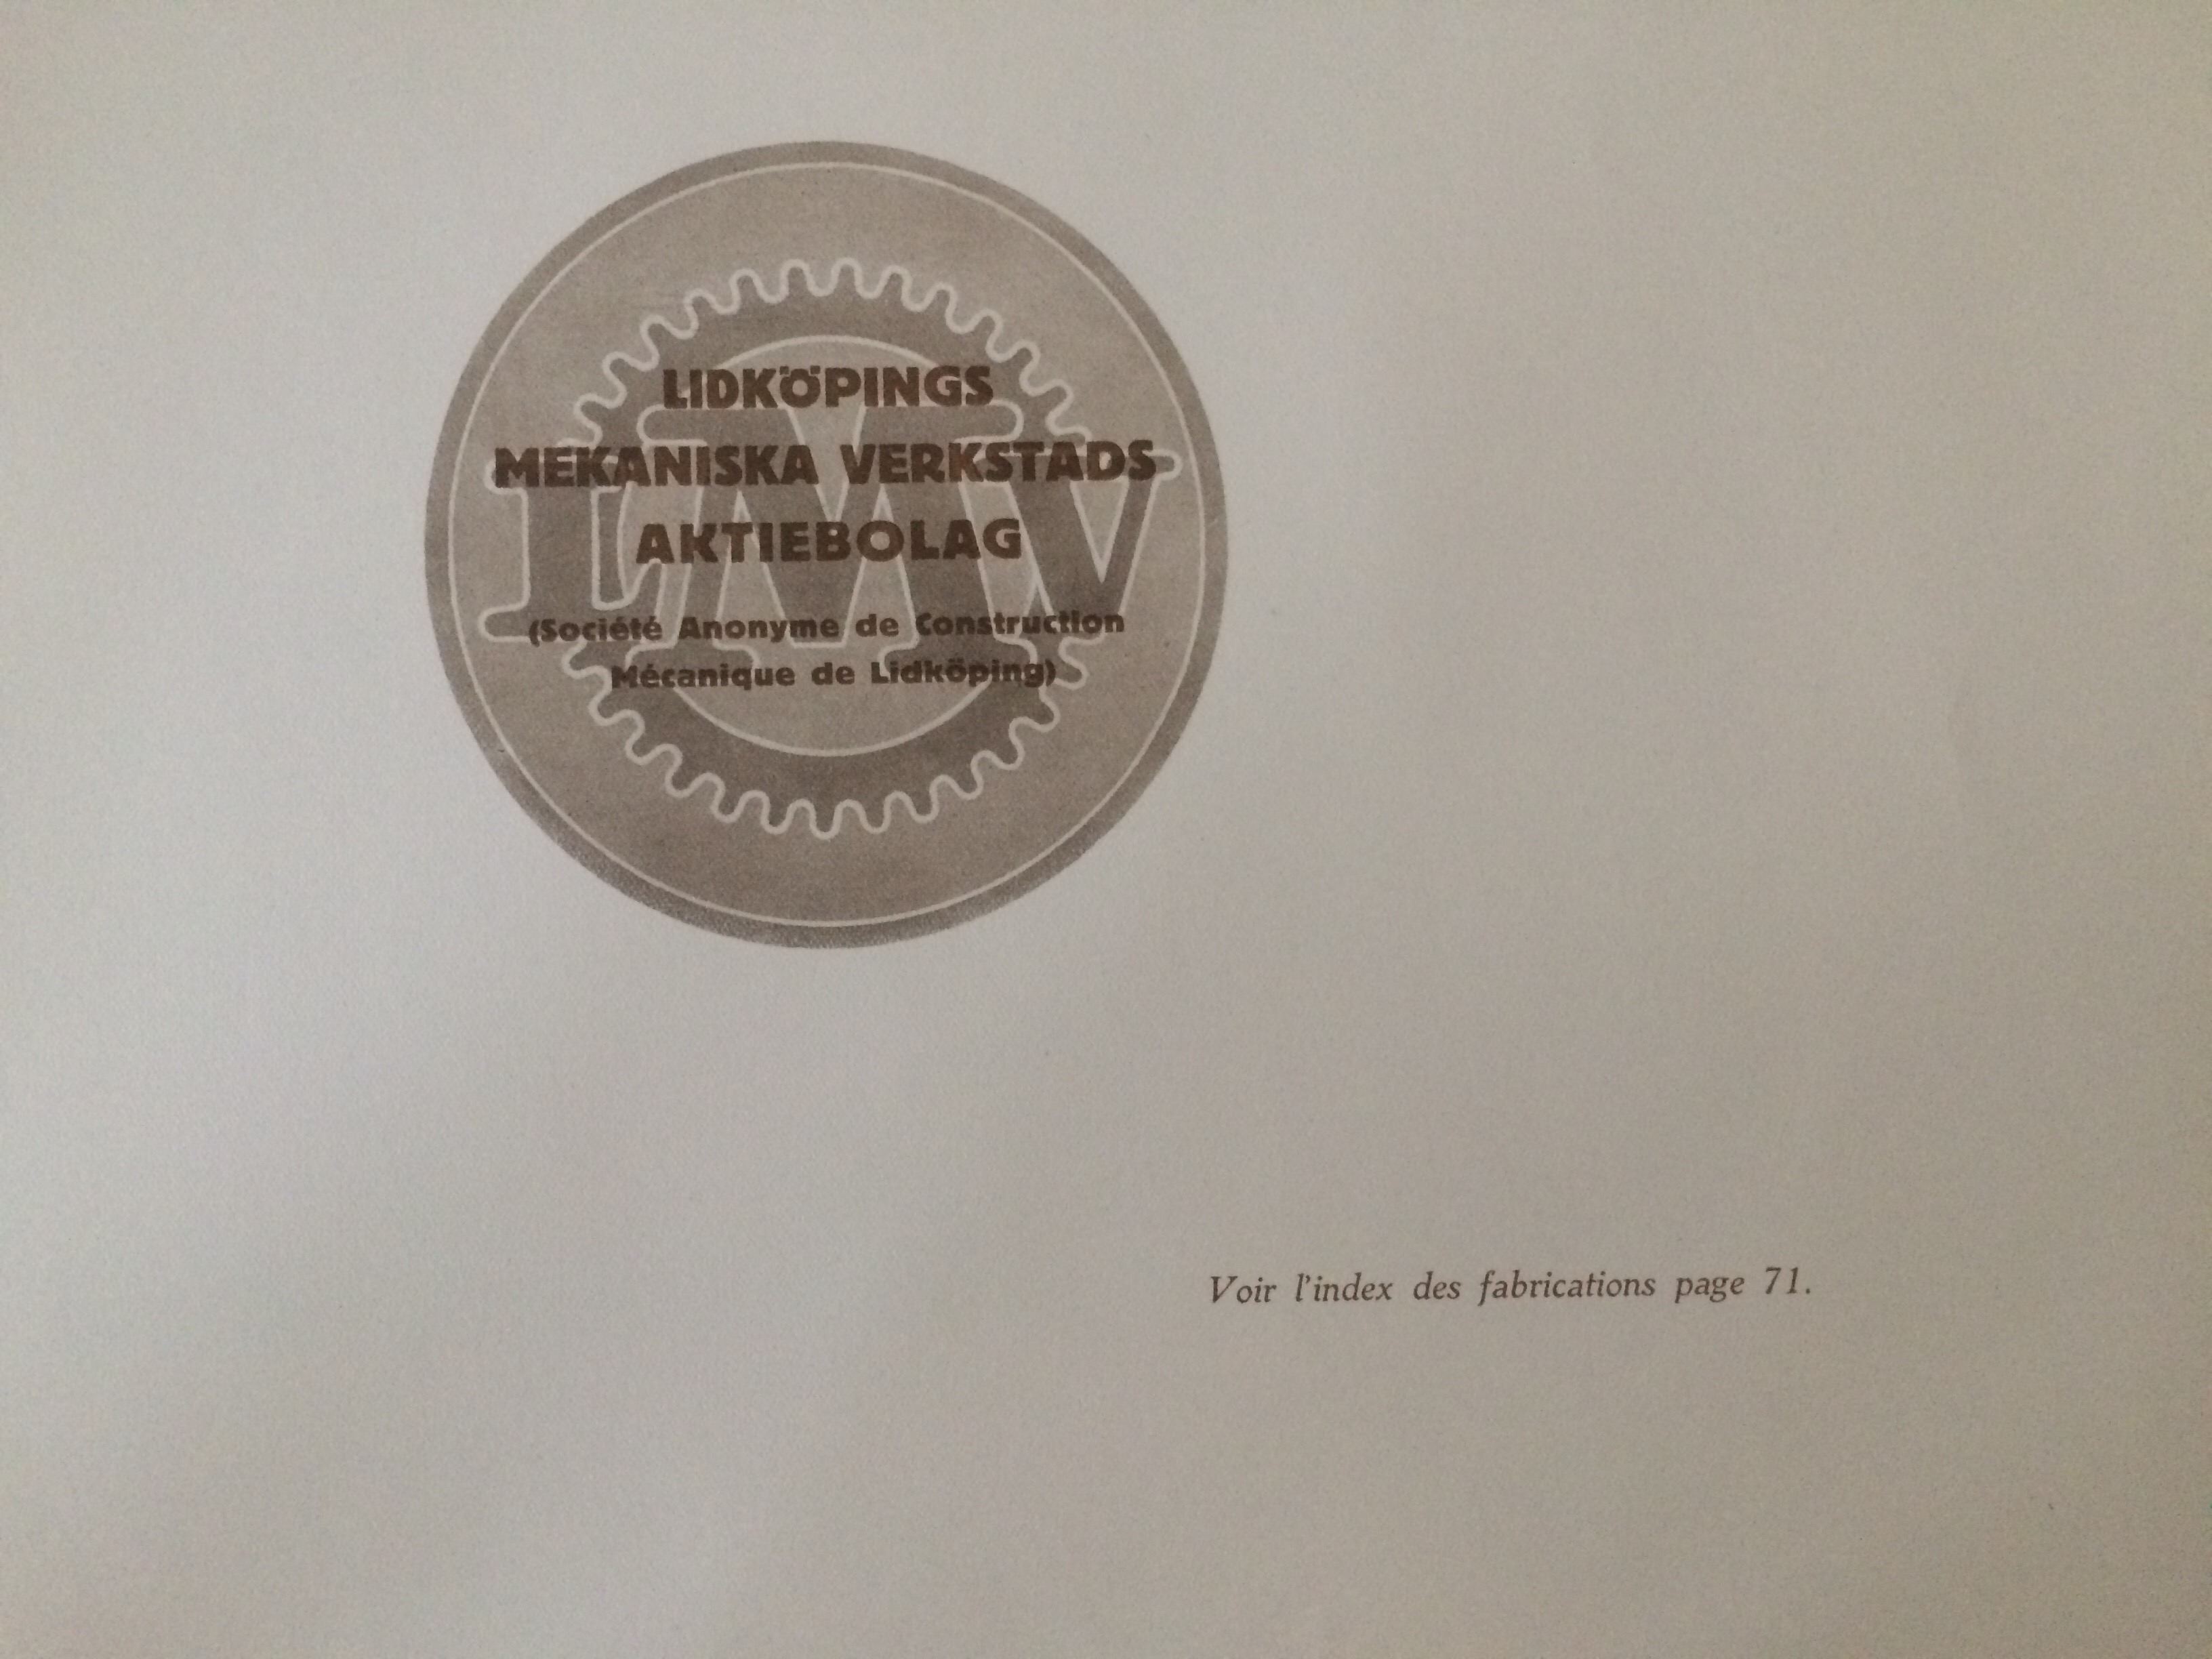 LIDKÖPINGS
MEKANISKA VERKSTADS
AKTIEBOLAG
LMV
(Société Anonyme de Construction
Mécanique de Lidköping)
Voir l'index des fabrications page 71.